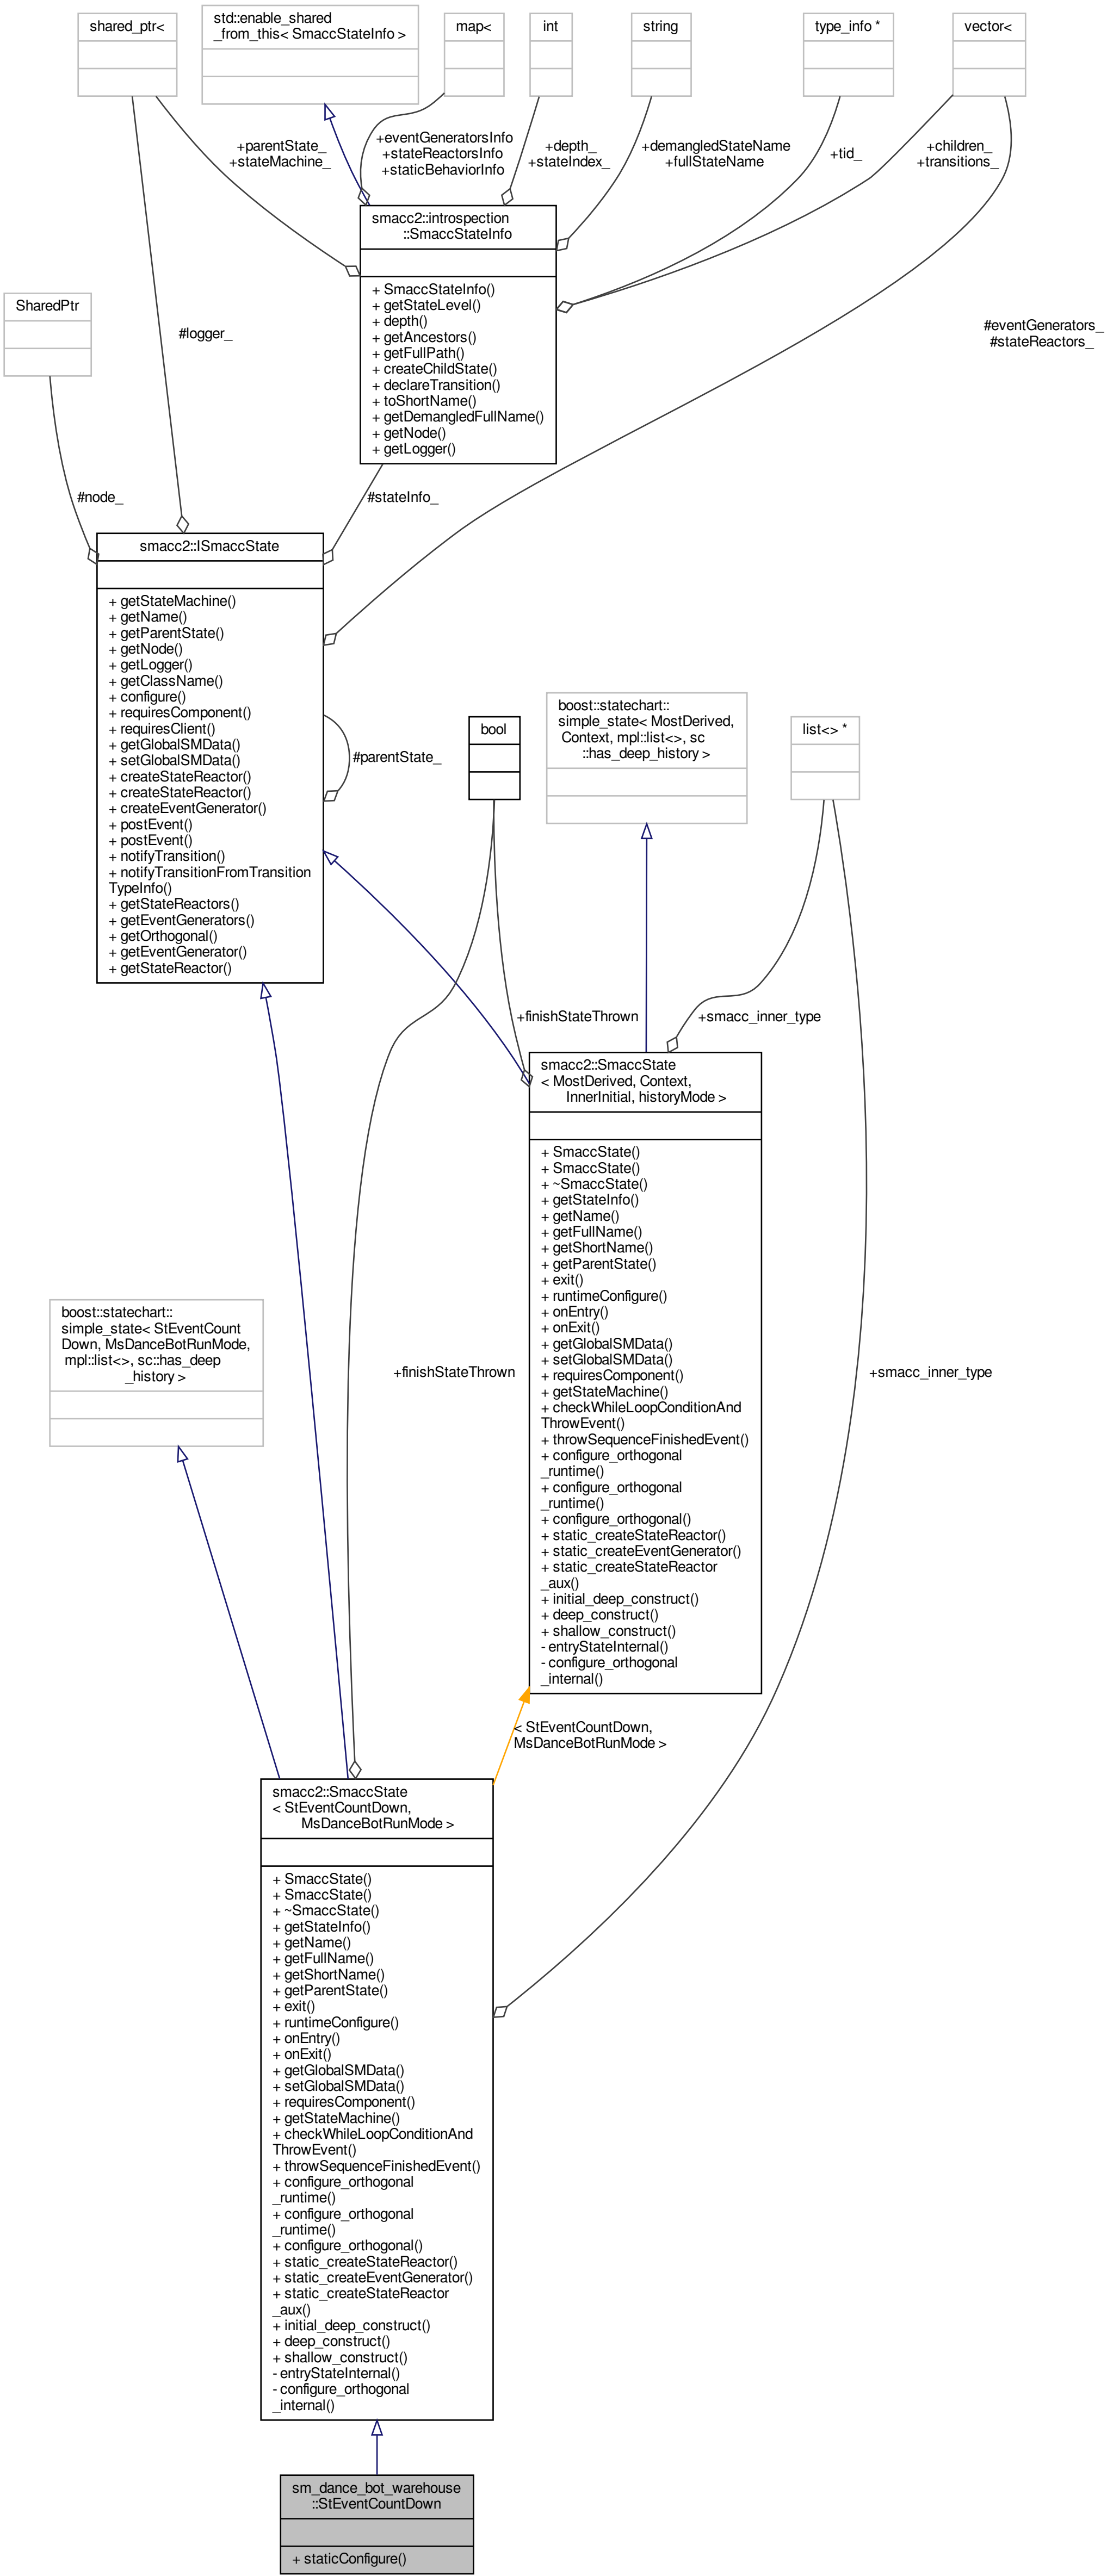 shared_ptr<
std::enable_shared
_from_this< SmaccStateInfo >
map<
int
string
type_info *
vector<
+parentState_
+stateMachine_
+eventGeneratorsInfo
+stateReactorsInfo
+staticBehaviorInfo
+depth_
+stateIndex_
+demangledStateName
+fullStateName
+tid_
+children_
+transitions_
smacc2::introspection
::SmaccStateInfo
+ SmaccStateInfo()
+ getStateLevel()
+ depth()
+ getAncestors()
+ getFullPath()
+ createChildState()
+ declareTransition()
+ toShortName()
+ getDemangledFullName()
+ getNode()
+ getLogger()
SharedPtr
#logger_
#eventGenerators_
#stateReactors_
#node_
#stateInfo_
smacc2::ISmaccState
+ getStateMachine()
+ getName()
+ getParentState()
+ getNode()
+ getLogger()
+ getClassName()
+ configure()
+ requiresComponent()
+ requiresClient()
+ getGlobalSMData()
+ setGlobalSMData()
+ createStateReactor()
+ createStateReactor()
+ createEventGenerator()
+ postEvent()
+ postEvent()
+ notifyTransition()
+ notifyTransitionFromTransition
TypeInfo()
+ getStateReactors()
+ getEventGenerators()
+ getOrthogonal()
+ getEventGenerator()
+ getStateReactor()
#parentState_
bool
boost::statechart::
simple_state< MostDerived,
Context, mpl::list<>, sc
::has_deep_history >
list<> *
+finishStateThrown
+smacc_inner_type
smacc2::SmaccState
< MostDerived, Context,
InnerInitial, historyMode >
+ SmaccState()
+ SmaccState()
+ ~SmaccState()
+ getStateInfo()
+ getName()
+ getFullName()
+ getShortName()
+ getParentState()
+ exit()
+ runtimeConfigure()
+ onEntry()
+ onExit()
+ getGlobalSMData()
+ setGlobalSMData()
+ requiresComponent()
+ getStateMachine()
+ checkWhileLoopConditionAnd
ThrowEvent()
+ throwSequenceFinishedEvent()
+ configure_orthogonal
_runtime()
+ configure_orthogonal
_runtime()
+ configure_orthogonal()
+ static_createStateReactor()
+ static_createEventGenerator()
+ static_createStateReactor
_aux()
+ initial_deep_construct()
+ deep_construct()
+ shallow_construct()
- entryStateInternal()
- configure_orthogonal
_internal()
boost::statechart::
simple_state< StEventCount
Down, MsDanceBotRunMode,
mpl::list<>, sc::has_deep
_history >
+finishStateThrown
+smacc_inner_type
< StEventCountDown,
MsDanceBotRunMode >
smacc2::SmaccState
< StEventCountDown,
MsDanceBotRunMode >
+ SmaccState()
+ SmaccState()
+ ~SmaccState()
+ getStateInfo()
+ getName()
+ getFullName()
+ getShortName()
+ getParentState()
+ exit()
+ runtimeConfigure()
+ onEntry()
+ onExit()
+ getGlobalSMData()
+ setGlobalSMData()
+ requiresComponent()
+ getStateMachine()
+ checkWhileLoopConditionAnd
ThrowEvent()
+ throwSequenceFinishedEvent()
+ configure_orthogonal
_runtime()
+ configure_orthogonal
_runtime()
+ configure_orthogonal()
+ static_createStateReactor()
+ static_createEventGenerator()
+ static_createStateReactor
_aux()
+ initial_deep_construct()
+ deep_construct()
+ shallow_construct()
- entryStateInternal()
- configure_orthogonal
_internal()
sm_dance_bot_warehouse
::StEventCountDown
+ staticConfigure()